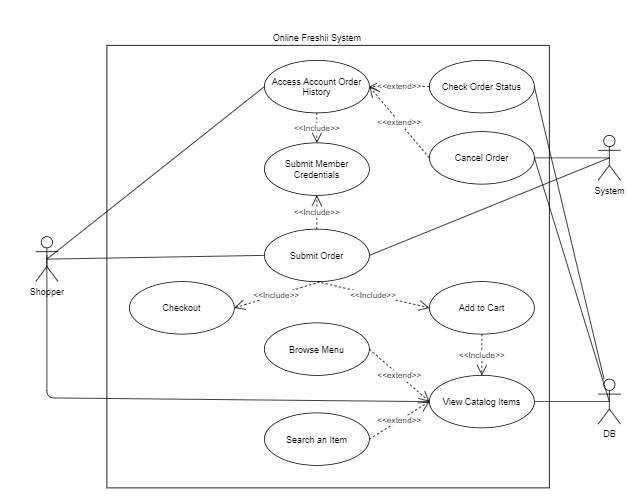 Online Freshii System
Access Account Order
History
<<extend>>
Check Order Status
<<extend>>
<<Include>>
Submit Member
Credentials
Cancel Order
System
<<Include>>
Submit Order
Shopper
<<Include>>
<<Include>>
Checkout
Add to Cart
Browse Menu
<<Include>>
<<extend>>
View Catalog Items
<<extend>>
Search an Item
DB